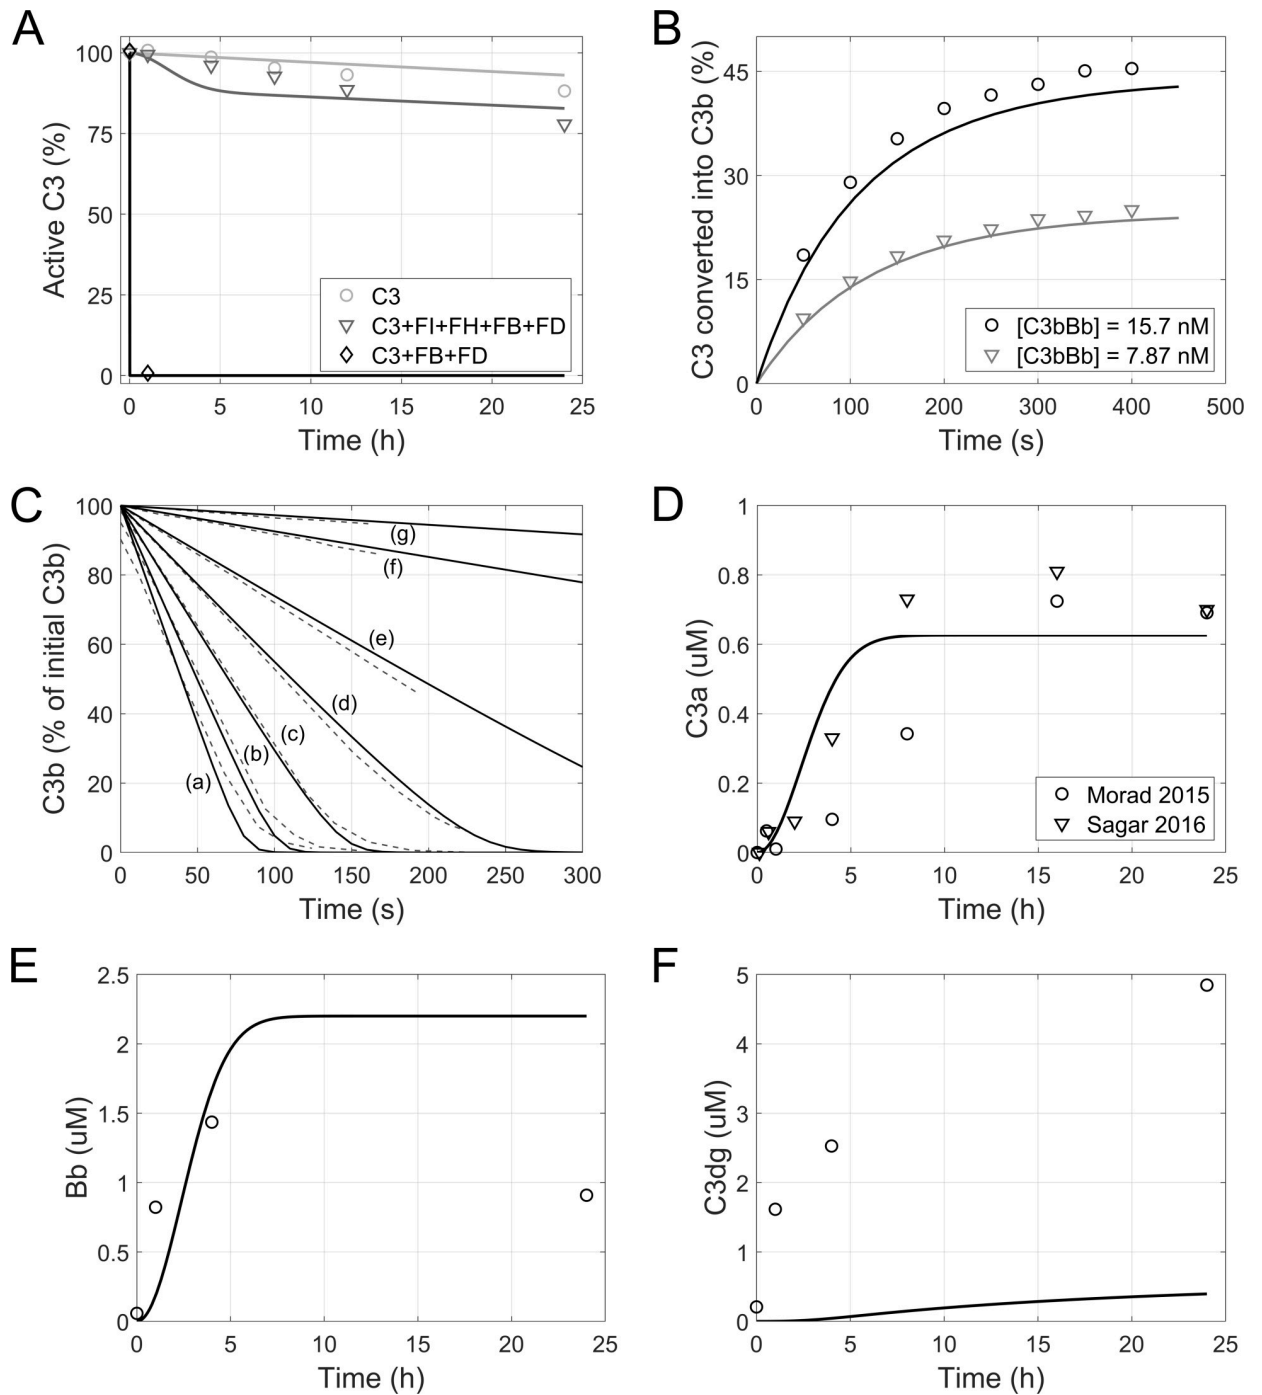 A
Active C3 (%)
100
75
50
25
0
0 5 10 15 20 25
Time (h)
C3
C3+FI+FH+FB+FD
C3+FB+FD
B
C3 converted into C3b (%)
45
30
15
0
0 100 200 300 400 500
Time (s)
[C3bBb] = 15.7 nM
[C3bBb] = 7.87 nM
C
C3b (% of initial C3b)
100
80
60
40
20
0
0 50 100 150 200 250 300
Time (s)
(g)
(f)
(e)
(d)
(c)
(b)
(a)
D
C3a (uM)
1
0.8
0.6
0.4
0.2
0
0 5 10 15 20 25
Time (h)
Morad 2015
Sagar 2016
E
Bb (uM)
2.5
2
1.5
1
0.5
0
0 5 10 15 20 25
Time (h)
F
C3dg (uM)
5
4
3
2
1
0
0 5 10 15 20 25
Time (h)